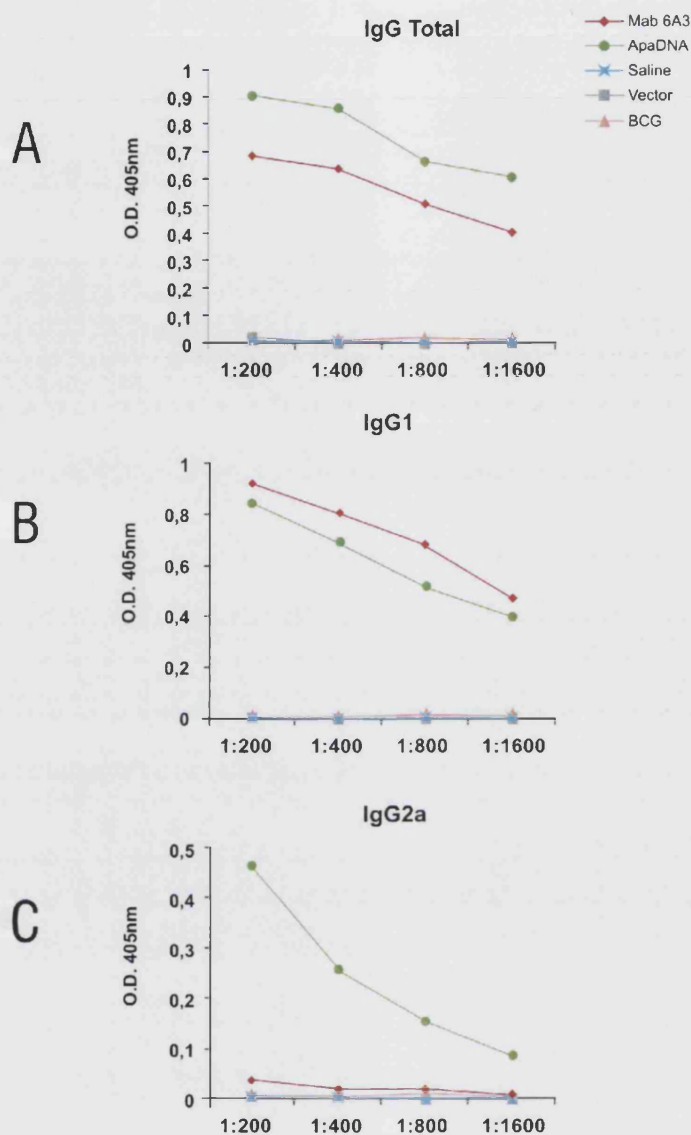 IgG Total
Mab 6A3
ApaDNA
Saline
Vector
BCG
A
O.D. 405nm
1
0,9
0,8
0,7
0,6
0,5
0,4
0,3
0,2
0,1
0
1:200 1:400 1:800 1:1600
IgG1
B
O.D. 405nm
1
0,8
0,6
0,4
0,2
0
1:200 1:400 1:800 1:1600
IgG2a
C
O.D. 405nm
0,5
0,4
0,3
0,2
0,1
0
1:200 1:400 1:800 1:1600